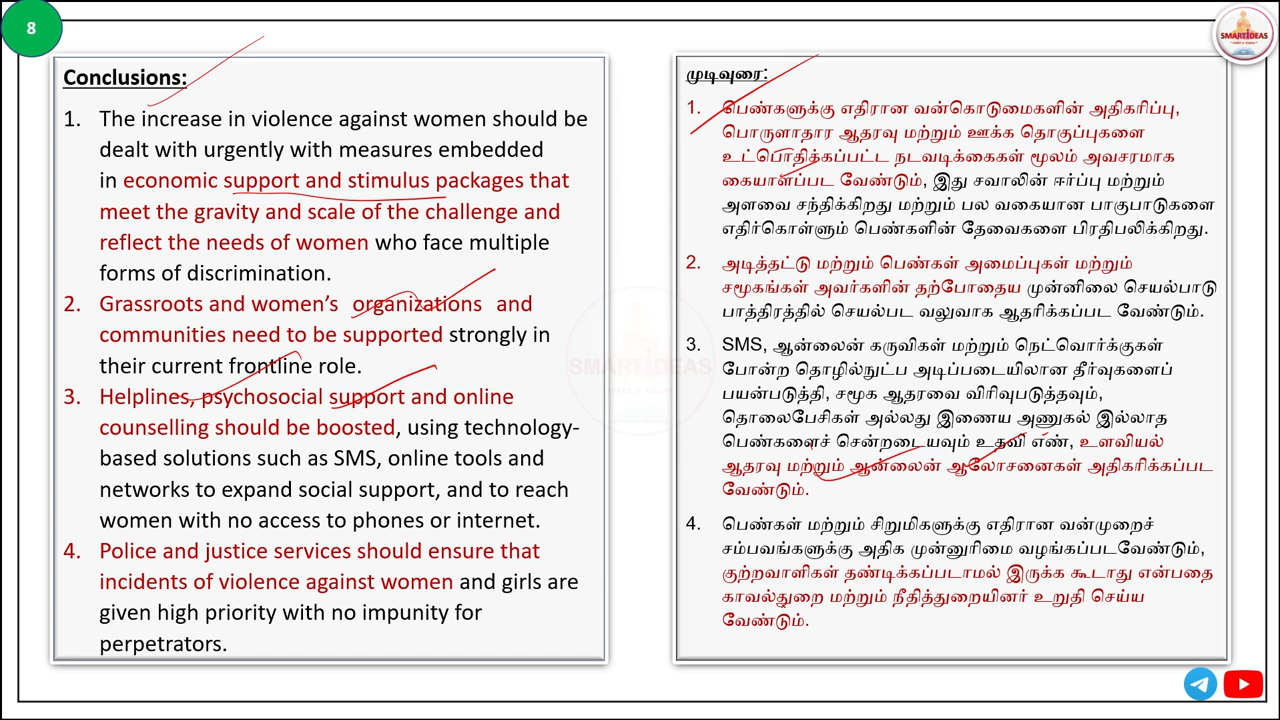 8
SMARTIDEAS
Conclusions:
1. The increase in violence against women should be
dealt with urgently with measures embedded
in economic support and stimulus packages that
meet the gravity and scale of the challenge and
reflect the needs of women who face multiple
forms of discrimination.
2. Grassroots and women's organizations and
communities need to be supported strongly in
their current frontline role.
3. Helplines, psychosocial support and online
counselling should be boosted, using technology-
based solutions such as SMS, online tools and
networks to expand social support, and to reach
women with no access to phones or internet.
4. Police and justice services should ensure that
incidents of violence against women and girls are
given high priority with no impunity for
perpetrators.
முடிவுரை:
1. பெண்களுக்கு எதிரான வன்கொடுமைகளின் அதிகரிப்பு,
பொருளாதார ஆதரவு மற்றும் ஊக்க தொகுப்புகளை
உட்பொதிக்கப்பட்ட நடவடிக்கைகள் மூலம் அவசரமாக
கையாளப்பட வேண்டும், இது சவாலின் ஈர்ப்பு மற்றும்
அளவை சந்திக்கிறது மற்றும் பல வகையான பாகுபாடுகளை
எதிர்கொள்ளும் பெண்களின் தேவைகளை பிரதிபலிக்கிறது.
2. அடித்தட்டு மற்றும் பெண்கள் அமைப்புகள் மற்றும்
சமூகங்கள் அவர்களின் தற்போதைய முன்னிலை செயல்பாடு
பாத்திரத்தில் செயல்பட வலுவாக ஆதரிக்கப்பட வேண்டும்.
3. SMS, ஆன்லைன் கருவிகள் மற்றும் நெட்வொர்க்குகள்
போன்ற தொழில்நுட்ப அடிப்படையிலான தீர்வுகளைப்
பயன்படுத்தி, சமூக ஆதரவை விரிவுபடுத்தவும்,
தொலைபேசிகள் அல்லது இணைய அணுகல் இல்லாத
பெண்களைச் சென்றடையவும் உதவி எண், உளவியல்
ஆதரவு மற்றும் ஆன்லைன் ஆலோசனைகள் அதிகரிக்கப்பட
வேண்டும்.
4. பெண்கள் மற்றும் சிறுமிகளுக்கு எதிரான வன்முறைச்
சம்பவங்களுக்கு அதிக முன்னுரிமை வழங்கப்படவேண்டும்,
குற்றவாளிகள் தண்டிக்கப்படாமல் இருக்க கூடாது என்பதை
காவல்துறை மற்றும் நீதித்துறையினர் உறுதி செய்ய
வேண்டும்.
SMARTIDEAS